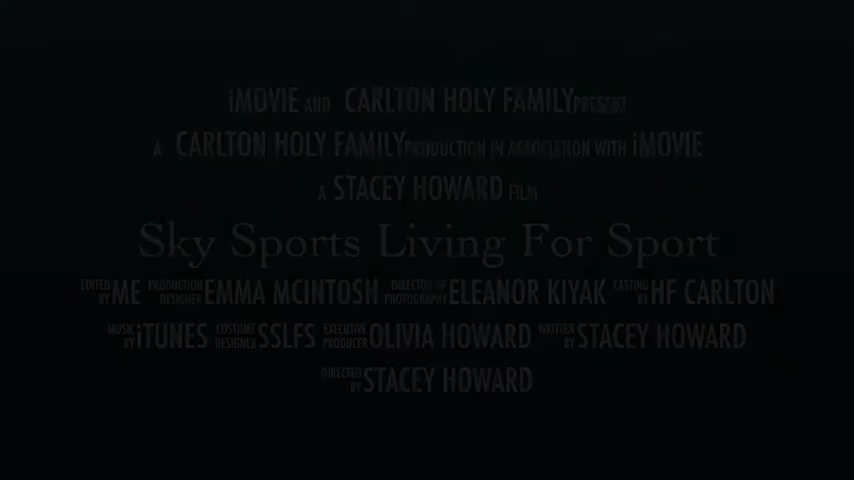 iMOVIE AND CARLTON HOLY FAMILY PRESENT
A CARLTON HOLY FAMILY PRODUCTION IN ASSOCIATION WITH iMOVIE
A STACEY HOWARD FILM
Sky Sports Living For Sport
EDITED BY ME PRODUCTION DESIGNER EMMA MCINTOSH DIRECTOR OF PHOTOGRAPHY ELEANOR KIYAK CASTING BY HF CARLTON
MUSIC BY iTUNES COSTUME DESIGNER SSLFS EXECUTIVE PRODUCER OLIVIA HOWARD WRITTEN BY STACEY HOWARD
DIRECTED BY STACEY HOWARD